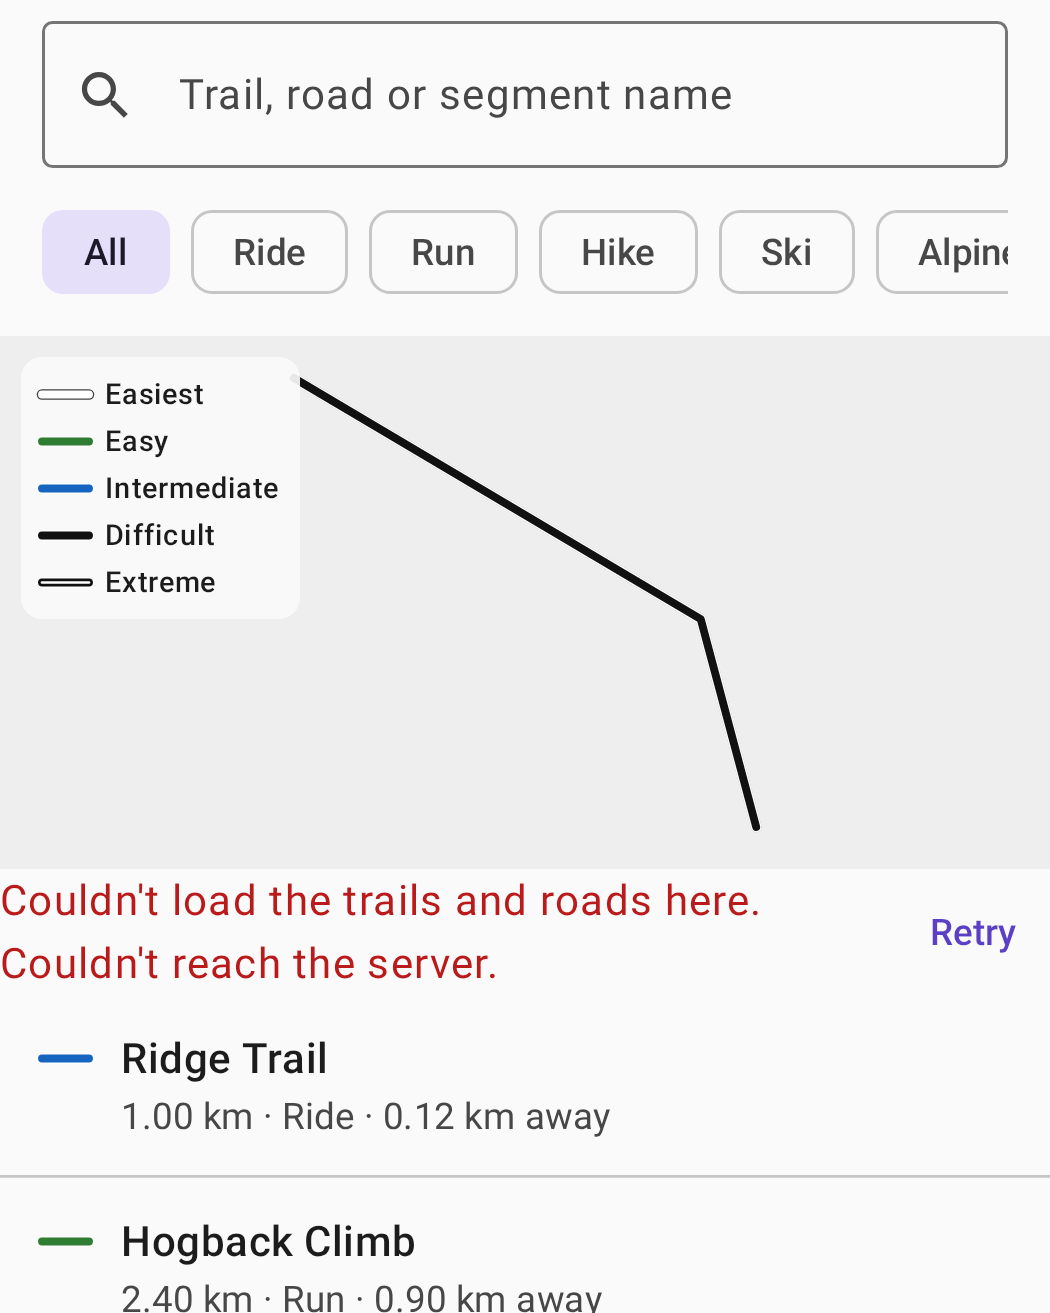 Trail, road or segment name
All
Ride
Run
Hike
Ski
Alpine
Easiest
Easy
Intermediate
Difficult
Extreme
Couldn't load the trails and roads here.
Couldn't reach the server.
Retry
Ridge Trail
1.00 km · Ride · 0.12 km away
Hogback Climb
2.40 km · Run · 0.90 km away